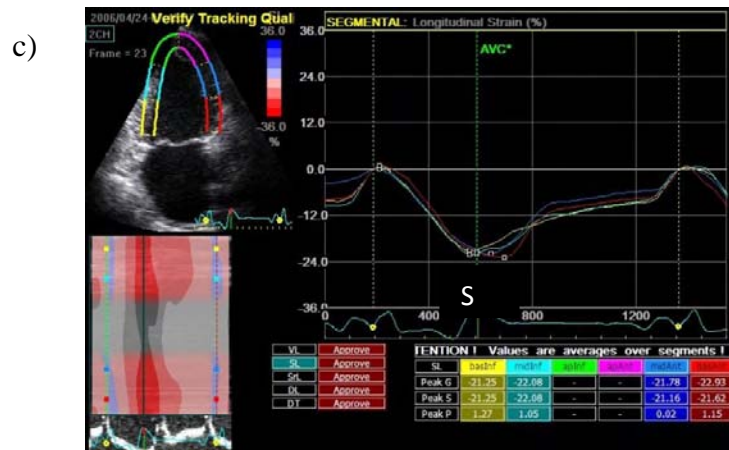 c)
2006/04/24- Verify Tracking Qual
2CH
36.0
Frame = 23
-36.0
%
SEGMENTAL: Longitudinal Strain (%)
36.0
AVC*
24.0
12.0
0.0
-12.0
-24.0
S
-36.0
0 400 800 1200
VL Approve
SL Approve
SrL Approve
DL Approve
DT Approve
TENTION ! Values are averages over segments !
SL basInf mdInf apInf apAnt mdAnt basAnt
Peak G -21.25 -22.08 - - -21.78 -22.93
Peak S -21.25 -22.08 - - -21.16 -21.62
Peak P 1.27 1.05 - - 0.02 1.15